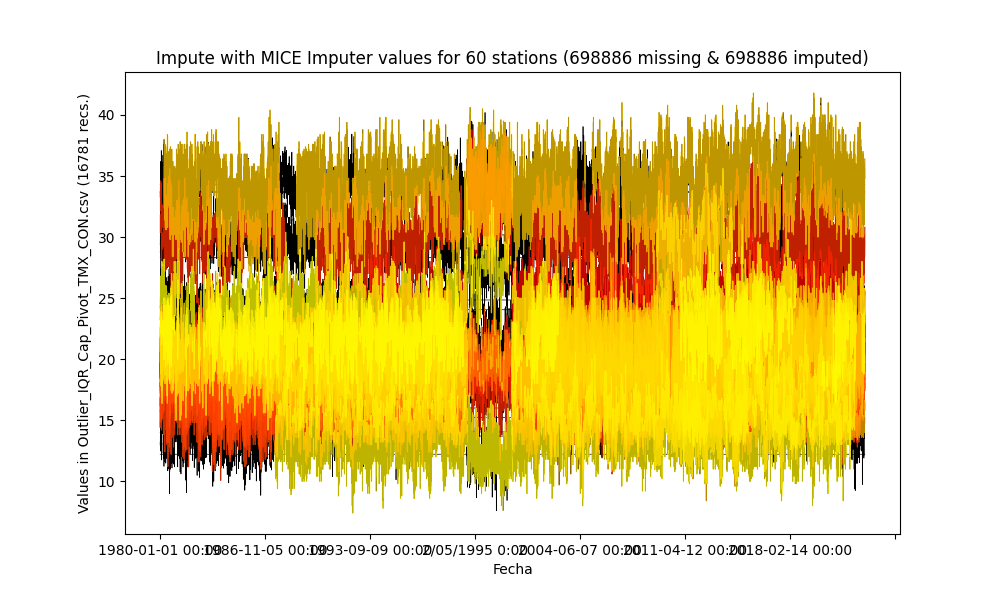 Impute with MICE Imputer values for 60 stations (698886 missing & 698886 imputed)
Values in Outlier_IQR_Cap_Pivot_TMX_CON.csv (16781 recs.)
40
35
30
25
20
15
10
1980-01-01 00:00 1986-11-05 00:00 1993-09-09 00:00 2/05/1995 0:00 2004-06-07 00:00 2011-04-12 00:00 2018-02-14 00:00
Fecha